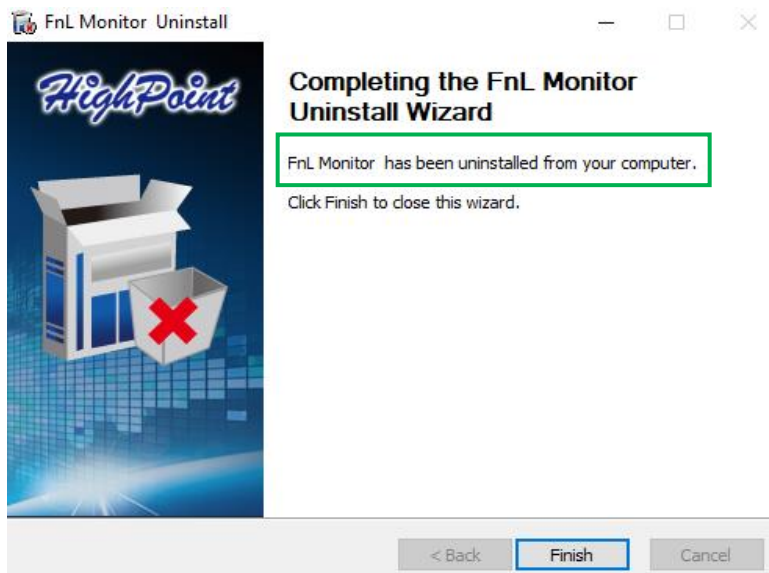 FnL Monitor Uninstall
HighPoint
Completing the FnL Monitor
Uninstall Wizard
FnL Monitor has been uninstalled from your computer.
Click Finish to close this wizard.
< Back
Finish
Cancel